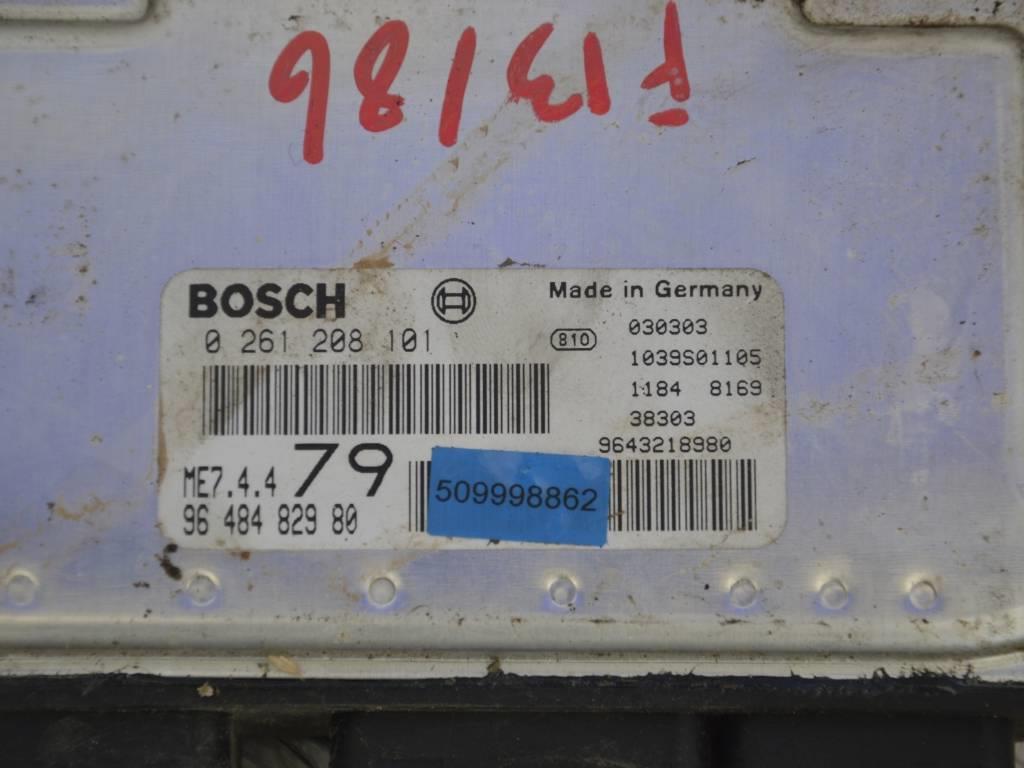 BOSCH
Made in Germany
0 261 208 101
810
030303
1039S01105
1184 8169
38303
9643218980
ME7.4.4 79
96 484 829 80
509998862